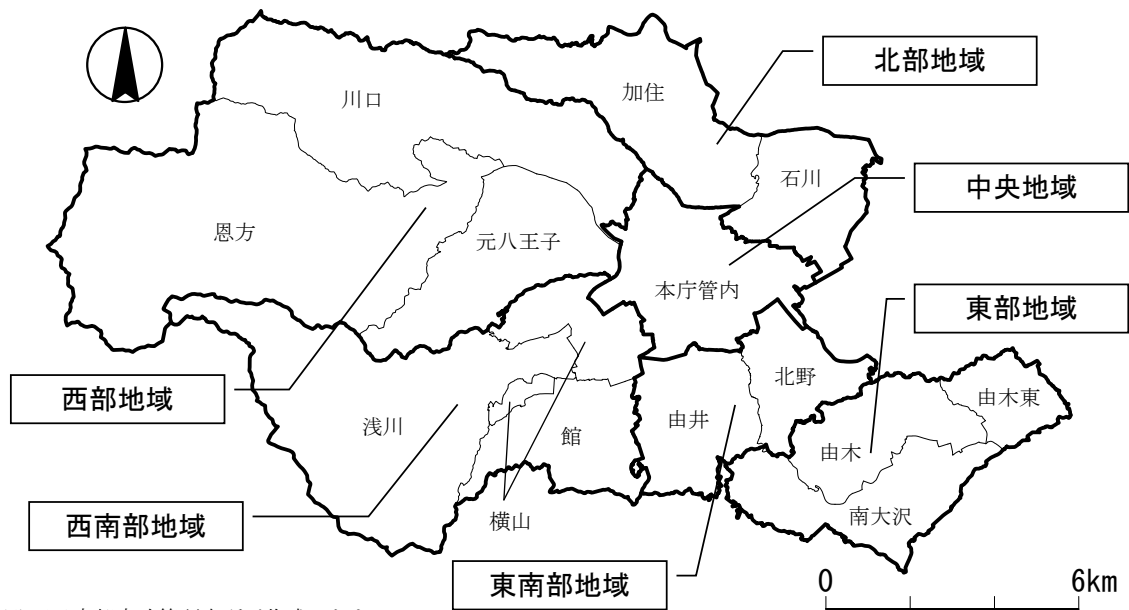 北部地域
加住
川口
石川
中央地域
恩方
元八王子
本庁管内
東部地域
西部地域
北野
由木東
浅川
由井
館
由木
西南部地域
横山
南大沢
東南部地域
0
6km